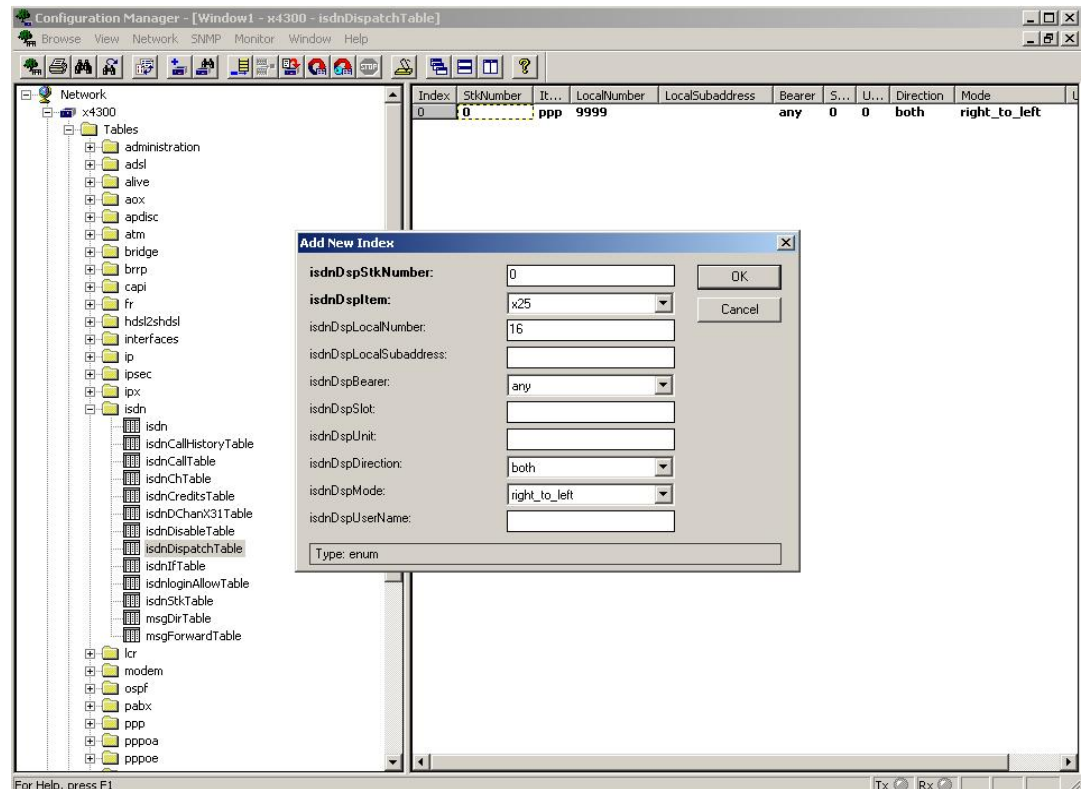 Configuration Manager - [Window1 - x4300 - isdnDispatchTable]
Browse View Network SNMP Monitor Window Help
STOP
Network
x4300
Tables
administration
adsl
alive
aox
apdisc
atm
bridge
brrp
capi
fr
hdsl2shdsl
interfaces
ip
ipsec
ipx
isdn
isdn
isdnCallHistoryTable
isdnCallTable
isdnChTable
isdnCreditsTable
isdnDChanX31Table
isdnDisableTable
isdnDispatchTable
isdnIfTable
isdnloginAllowTable
isdnStkTable
msgDirTable
msgForwardTable
lcr
modem
ospf
pabx
ppp
pppoa
pppoe
Index StkNumber It... LocalNumber LocalSubaddress Bearer S... U... Direction Mode
0 0 ppp 9999 any 0 0 both right_to_left
Add New Index
isdnDspStkNumber: 0 OK
isdnDspItem: x25 Cancel
isdnDspLocalNumber: 16
isdnDspLocalSubaddress:
isdnDspBearer: any
isdnDspSlot:
isdnDspUnit:
isdnDspDirection: both
isdnDspMode: right_to_left
isdnDspUserName:
Type: enum
For Help, press F1
Tx Rx